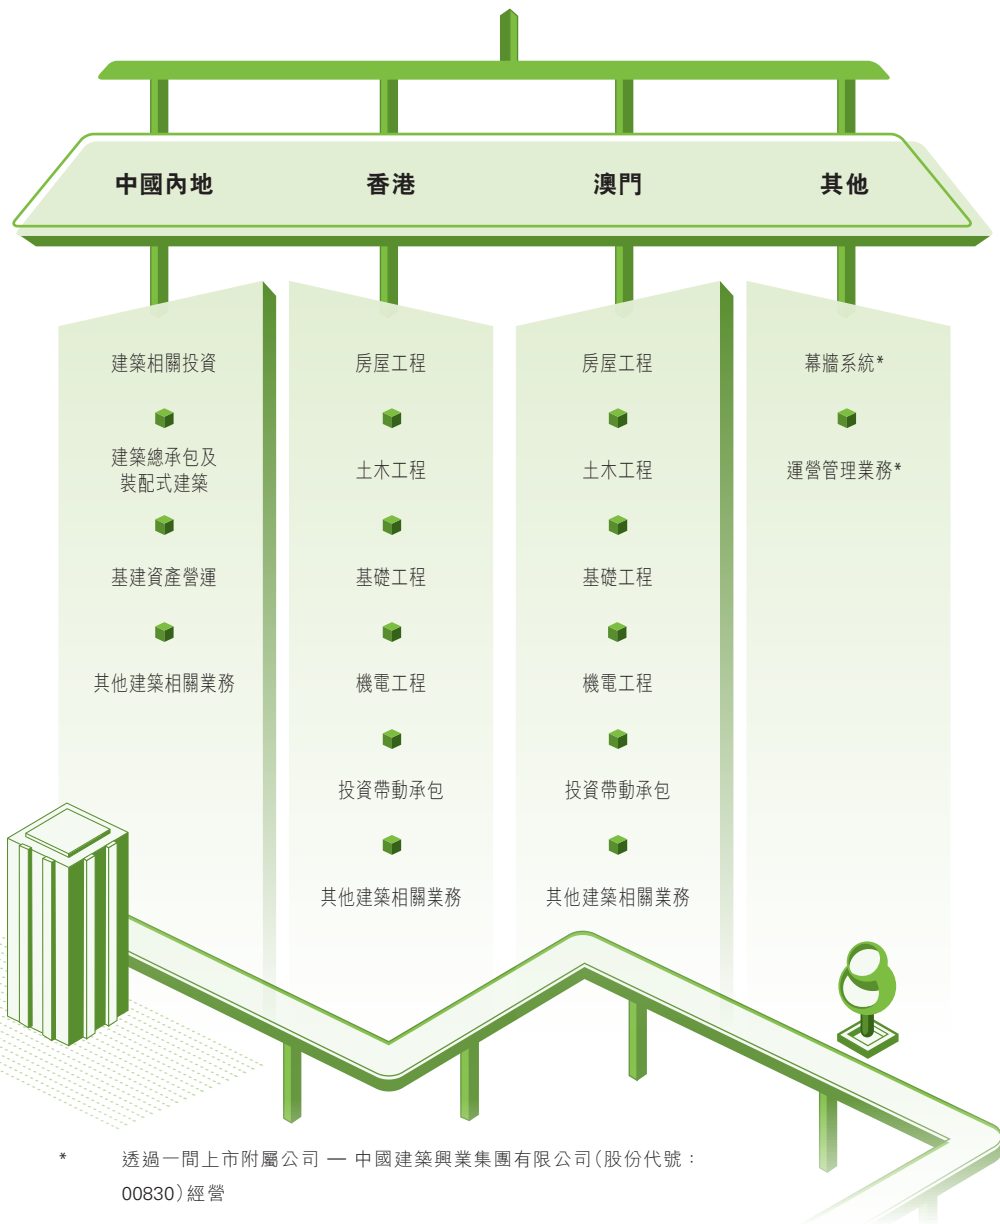 中國內地
香港
澳門
其他
建築相關投資
建築總承包及
裝配式建築
基建資產營運
其他建築相關業務
房屋工程
土木工程
基礎工程
機電工程
投資帶動承包
其他建築相關業務
房屋工程
土木工程
基礎工程
機電工程
投資帶動承包
其他建築相關業務
幕牆系統*
運營管理業務*
* 透過一間上市附屬公司 — 中國建築興業集團有限公司（股份代號：
00830）經營